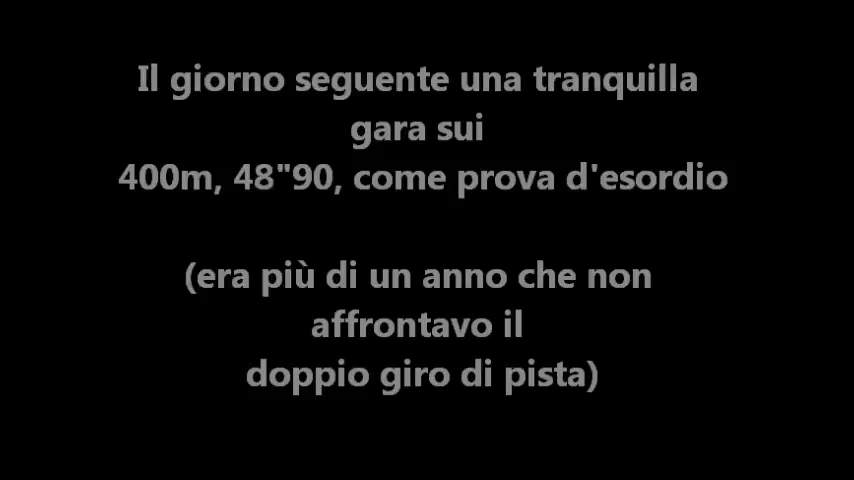 Il giorno seguente una tranquilla
gara sui
400m, 48"90, come prova d'esordio
(era più di un anno che non
affrontavo il
doppio giro di pista)